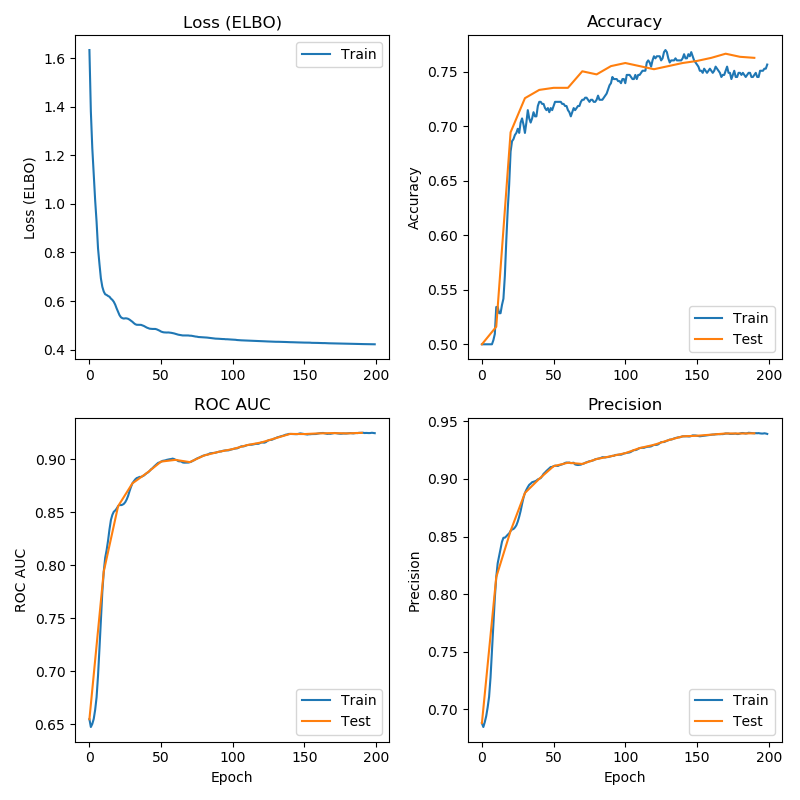 Loss (ELBO)
Loss (ELBO)
1.6
1.4
1.2
1.0
0.8
0.6
0.4
0 50 100 150 200
Train
Accuracy
Accuracy
0.75
0.70
0.65
0.60
0.55
0.50
0 50 100 150 200
Train
Test
ROC AUC
ROC AUC
0.90
0.85
0.80
0.75
0.70
0.65
0 50 100 150 200
Epoch
Train
Test
Precision
Precision
0.95
0.90
0.85
0.80
0.75
0.70
0 50 100 150 200
Epoch
Train
Test